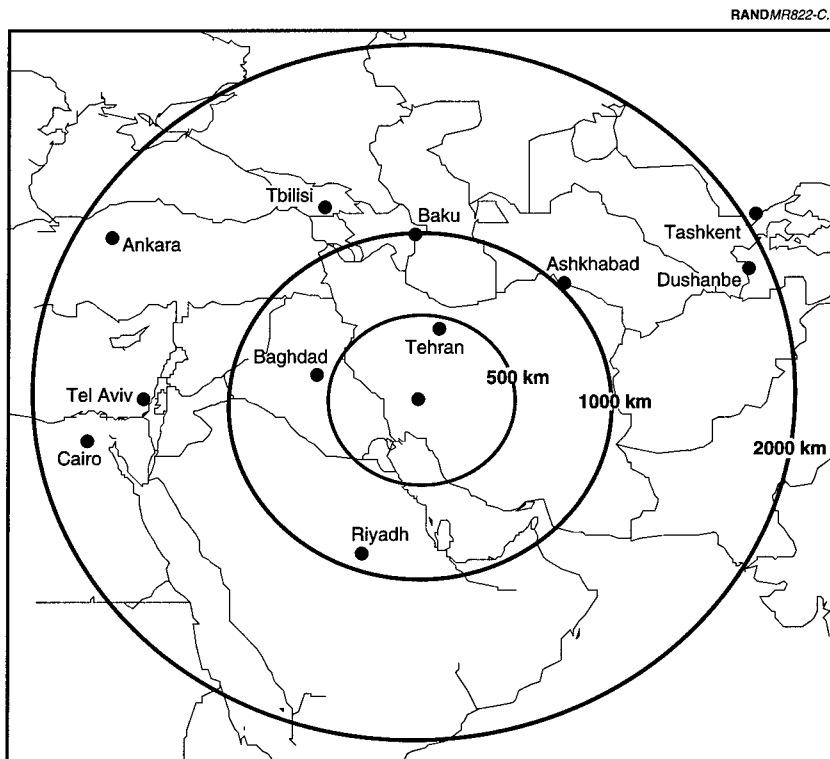 RANDMR822-C.
Tbilisi
Baku
Tashkent
Ankara
Ashkhabad
Dushanbe
Tehran
Baghdad
500 km
1000 km
Tel Aviv
2000 km
Cairo
Riyadh